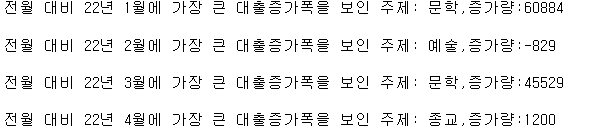 전월 대비 22년 1월에 가장 큰 대출증가폭을 보인 주제: 문학,증가량:60884
전월 대비 22년 2월에 가장 큰 대출증가폭을 보인 주제: 예술,증가량:-829
전월 대비 22년 3월에 가장 큰 대출증가폭을 보인 주제: 문학,증가량:45529
전월 대비 22년 4월에 가장 큰 대출증가폭을 보인 주제: 종교,증가량:1200